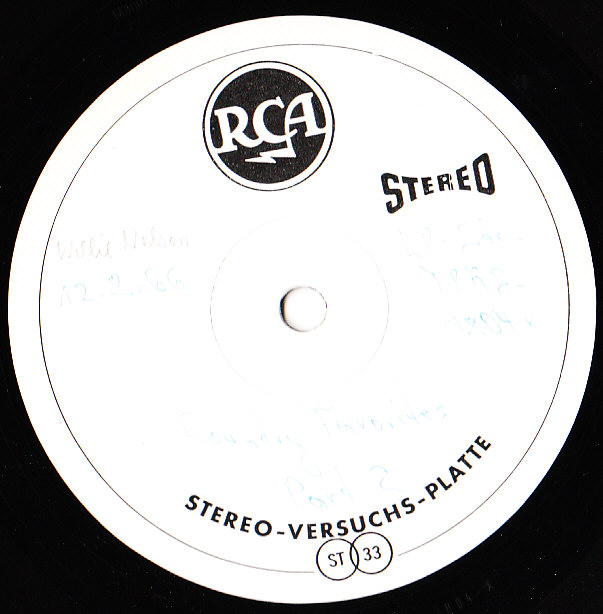 RCA
STEREO
Willie Nelson
12.2.66
Country Favorites
Part 2
STEREO-VERSUCHS-PLATTE
ST 33